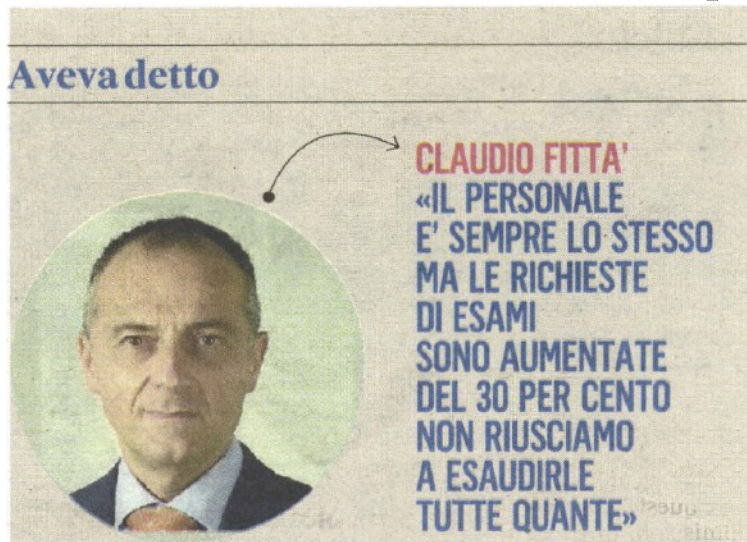 Aveva detto
CLAUDIO FITTA'
«IL PERSONALE
E' SEMPRE LO STESSO
MA LE RICHIESTE
DI ESAMI
SONO AUMENTATE
DEL 30 PER CENTO
NON RIUSCIAMO
A ESAUDIRLE
TUTTE QUANTE»